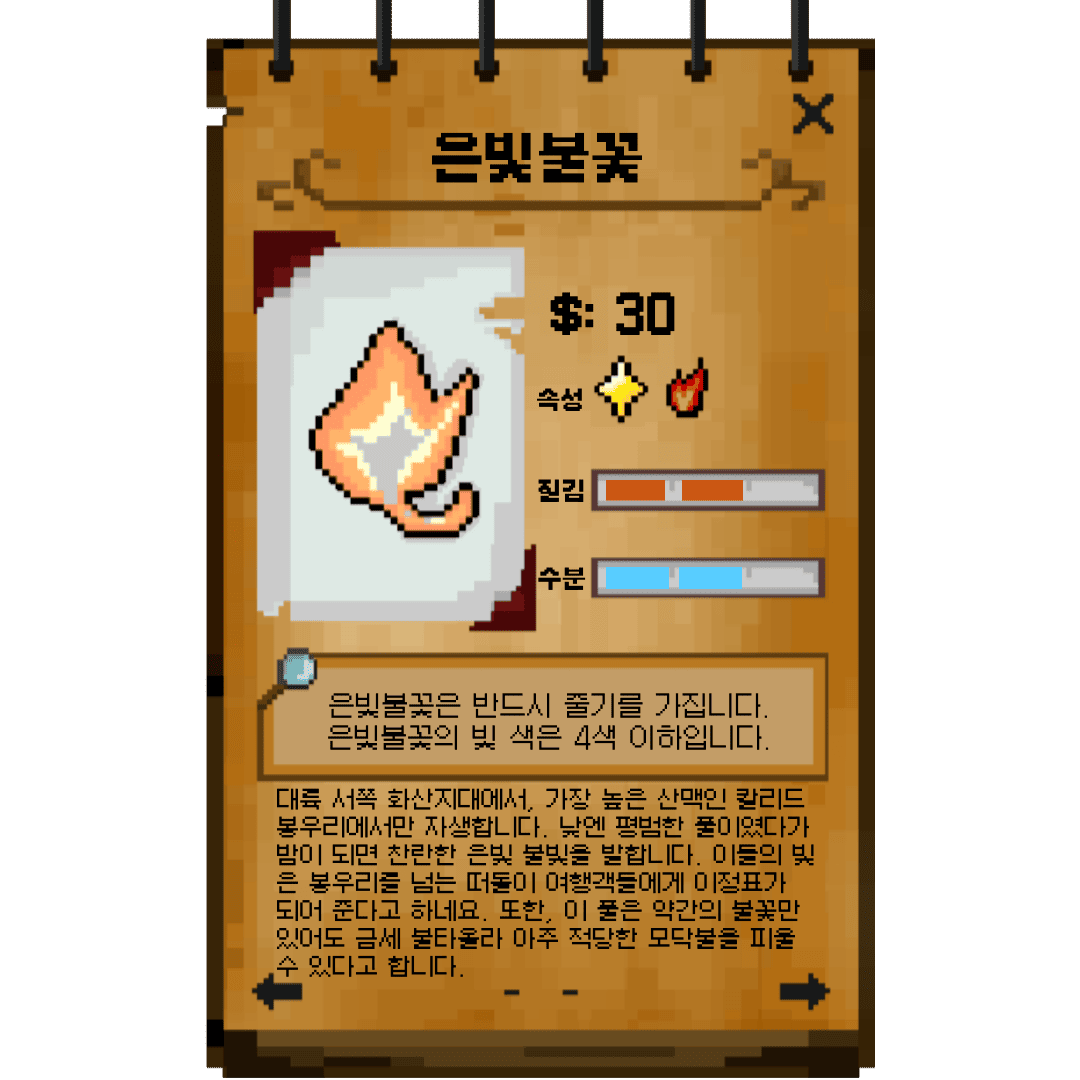 은빛불꽃
$: 30
속성
질김
수분
은빛불꽃은 반드시 줄기를 가집니다.
은빛불꽃의 빛 색은 4색 이하입니다.
대륙 서쪽 화산지대에서, 가장 높은 산맥인 칼리드
봉우리에서만 자생합니다. 낮엔 평범한 풀이였다가
밤이 되면 찬란한 은빛 불빛을 발합니다. 이들의 빛
은 봉우리를 넘는 떠돌이 여행객들에게 이정표가
되어 준다고 하네요. 또한, 이 풀은 약간의 불꽃만
있어도 금세 불타올라 아주 적당한 모닥불을 피울
수 있다고 합니다.
- -